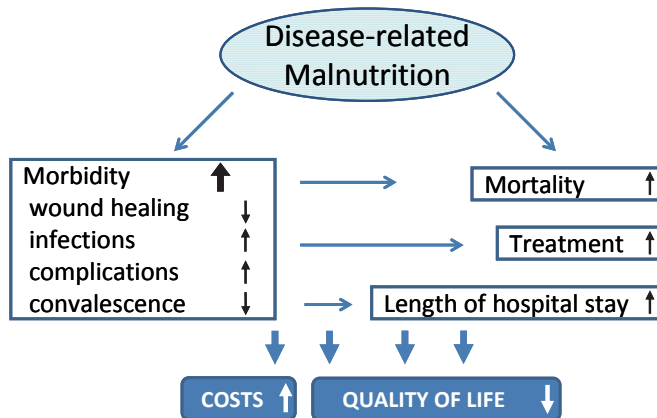 Disease-related
Malnutrition
Morbidity ↑
wound healing ↓
infections ↑
complications ↑
convalescence ↓
Mortality ↑
Treatment ↑
Length of hospital stay ↑
COSTS ↑
QUALITY OF LIFE ↓